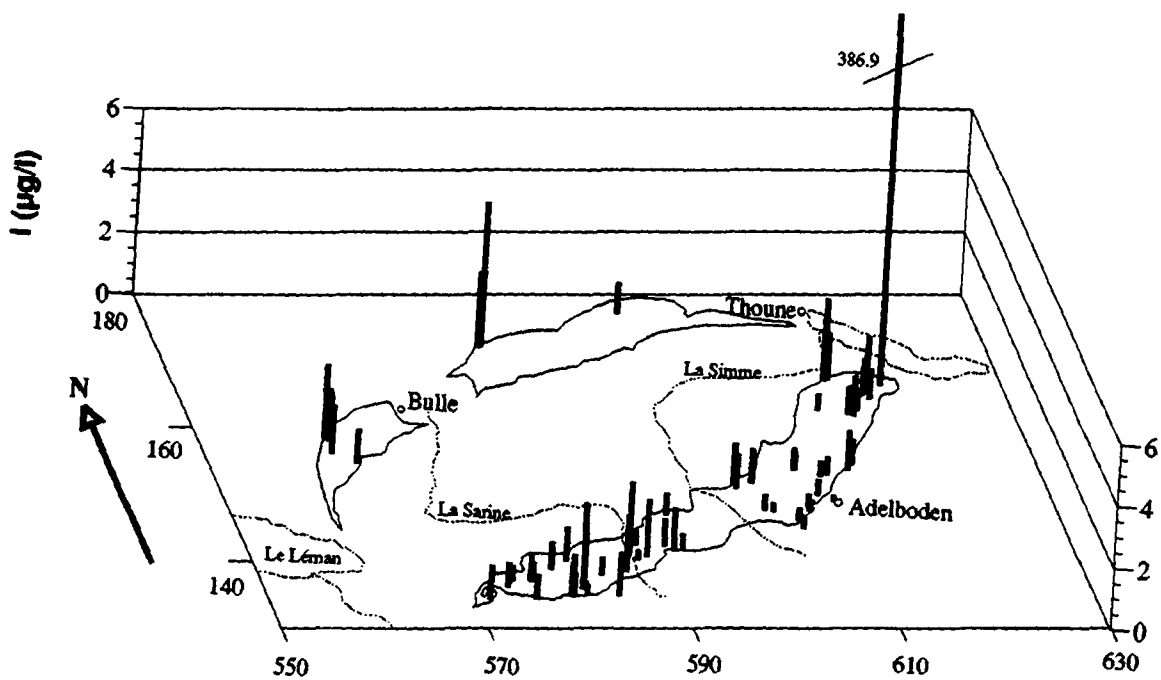 386.9
6
4
2
0
I (µg/l)
180
160
140
N
Thoune
La Simme
Bulle
La Sarine
Le Léman
Adelboden
6
4
2
0
550
570
590
610
630